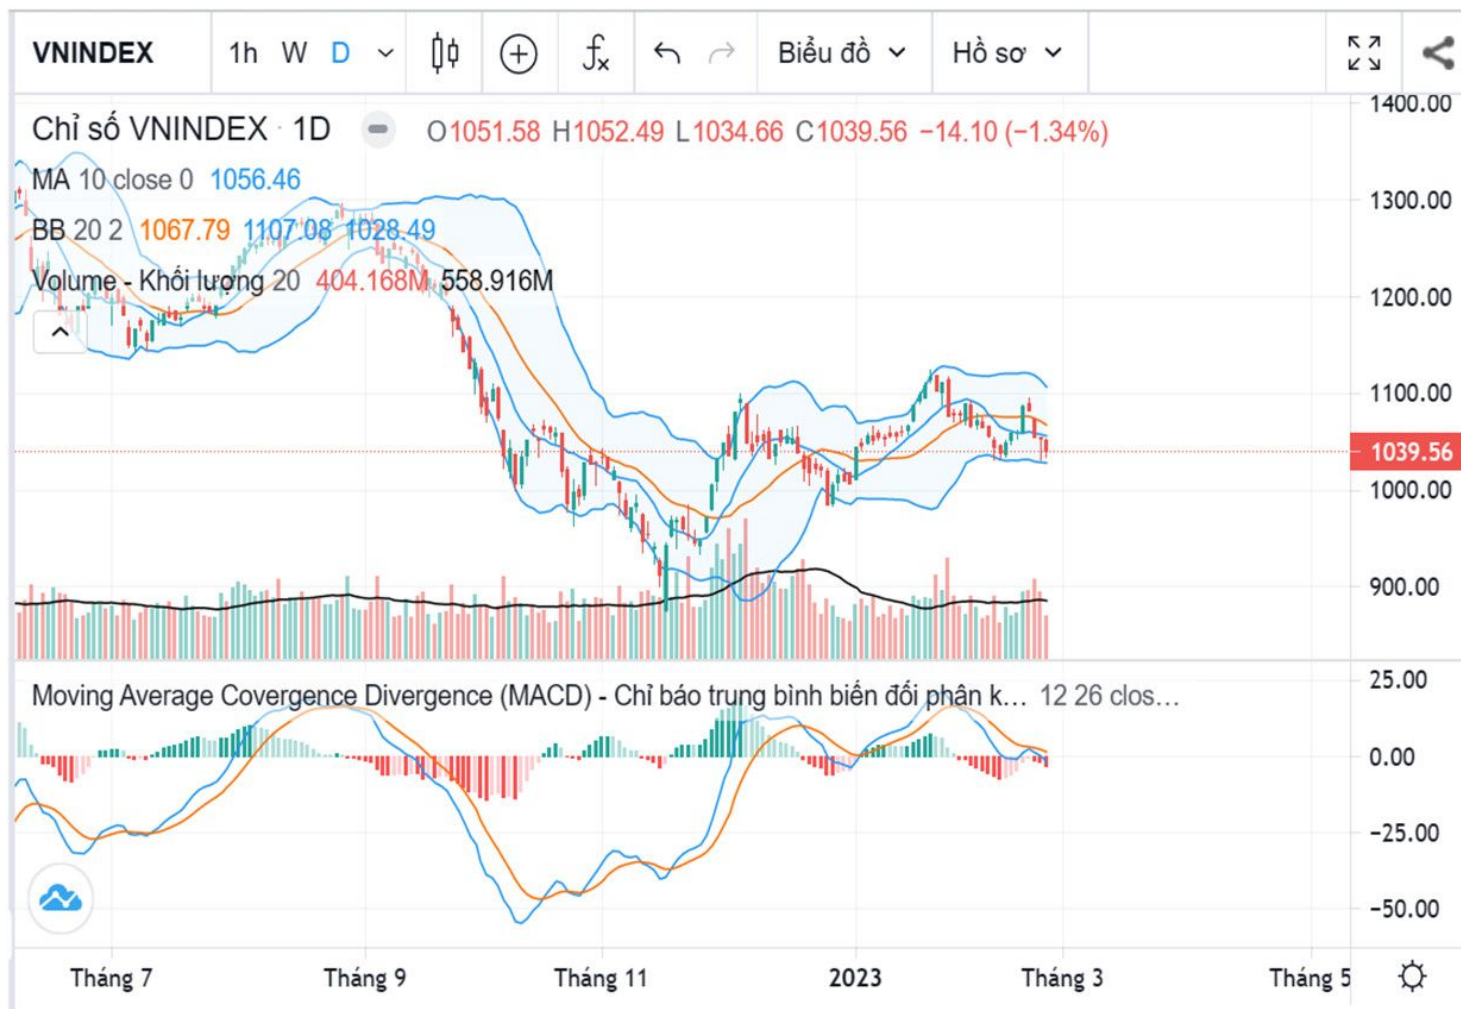 VNINDEX 1h W D Biểu đồ Hồ sơ
Chỉ số VNINDEX · 1D O1051.58 H1052.49 L1034.66 C1039.56 −14.10 (−1.34%)
MA 10 close 0 1056.46
BB 20 2 1067.79 1107.08 1028.49
Volume - Khối lượng 20 404.168M 558.916M
1400.00
1300.00
1200.00
1100.00
1039.56
1000.00
900.00
Moving Average Covergence Divergence (MACD) - Chỉ báo trung bình biến đổi phân k... 12 26 clos...
25.00
0.00
−25.00
−50.00
Tháng 7 Tháng 9 Tháng 11 2023 Tháng 3 Tháng 5